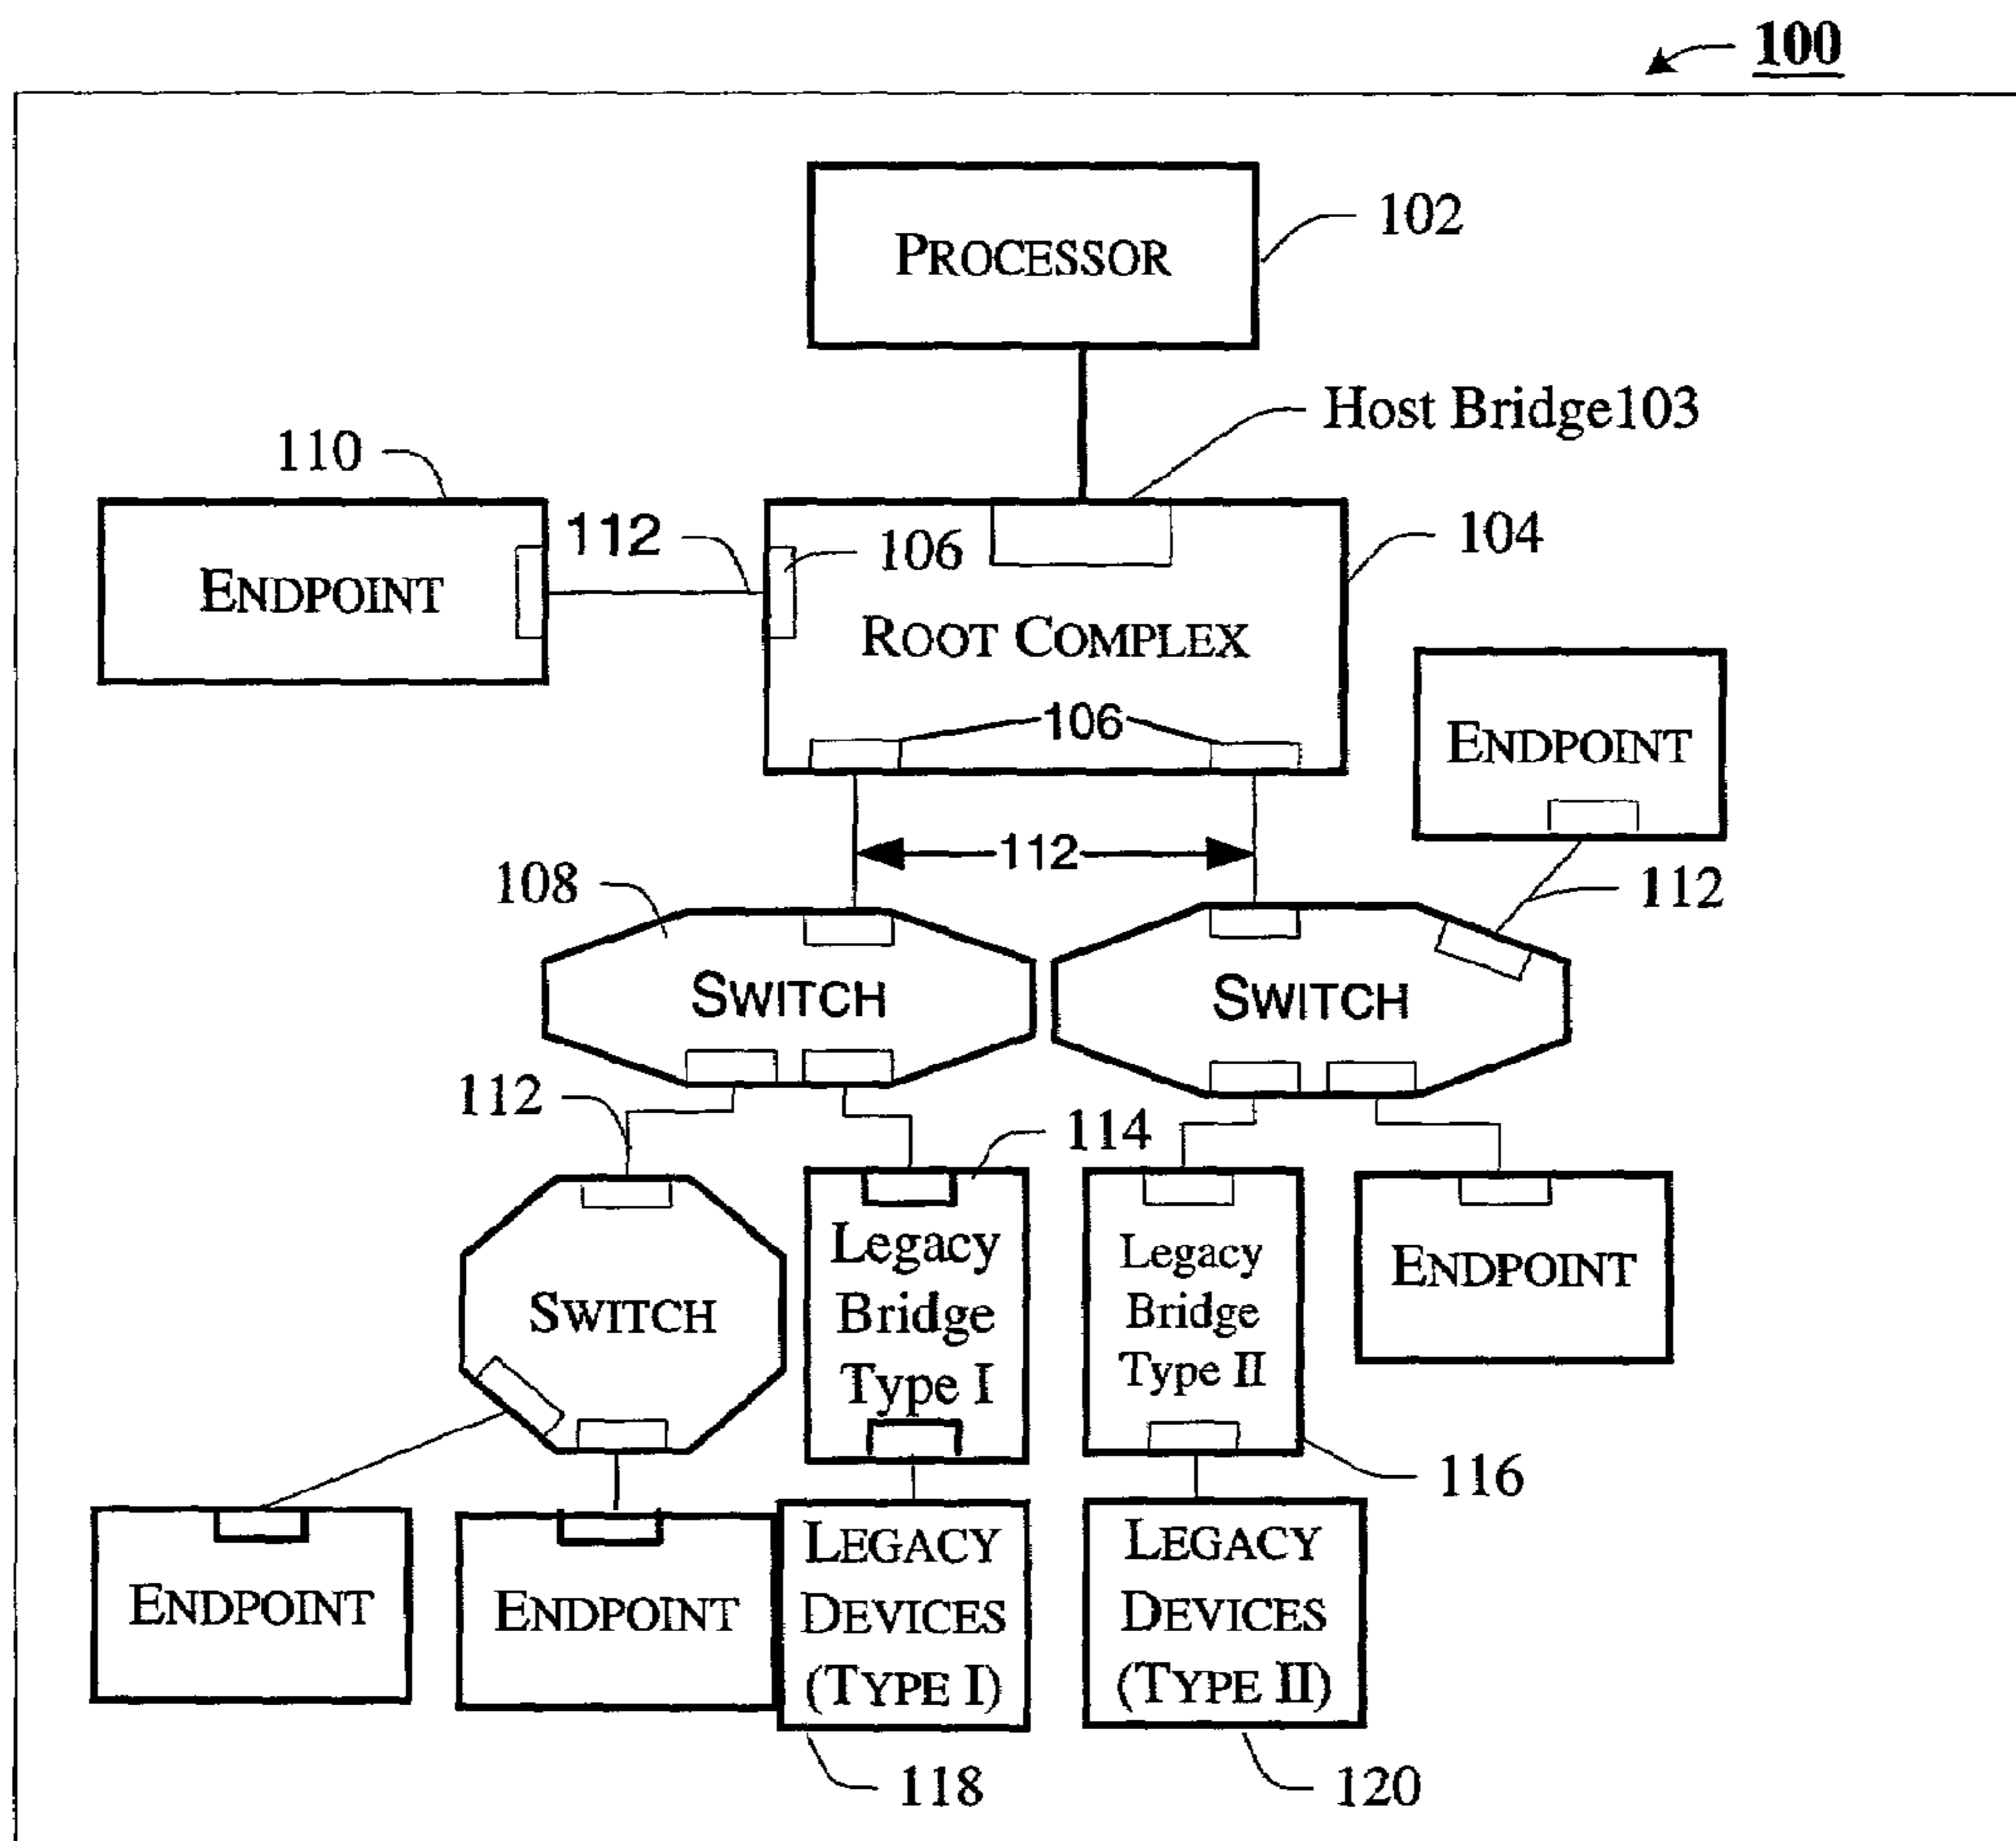 100
PROCESSOR
102
Host Bridge103
110
ENDPOINT
112
106
104
ROOT COMPLEX
106
ENDPOINT
112
108
112
SWITCH
SWITCH
112
114
Legacy
Bridge
Type I
Legacy
Bridge
Type II
ENDPOINT
SWITCH
116
ENDPOINT
ENDPOINT
LEGACY
DEVICES
(TYPE I)
LEGACY
DEVICES
(TYPE II)
118
120